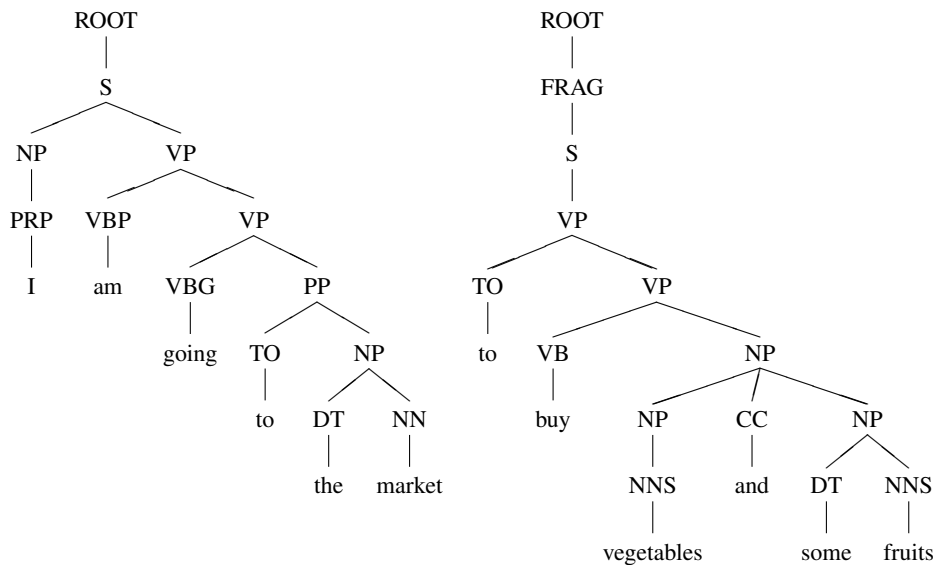 ROOT ROOT
S FRAG
NP VP S
PRP VBP VP VP
I am VBG PP TO VP
going TO NP to VB NP
to DT NN buy NP CC NP
the market NNS and DT NNS
vegetables some fruits